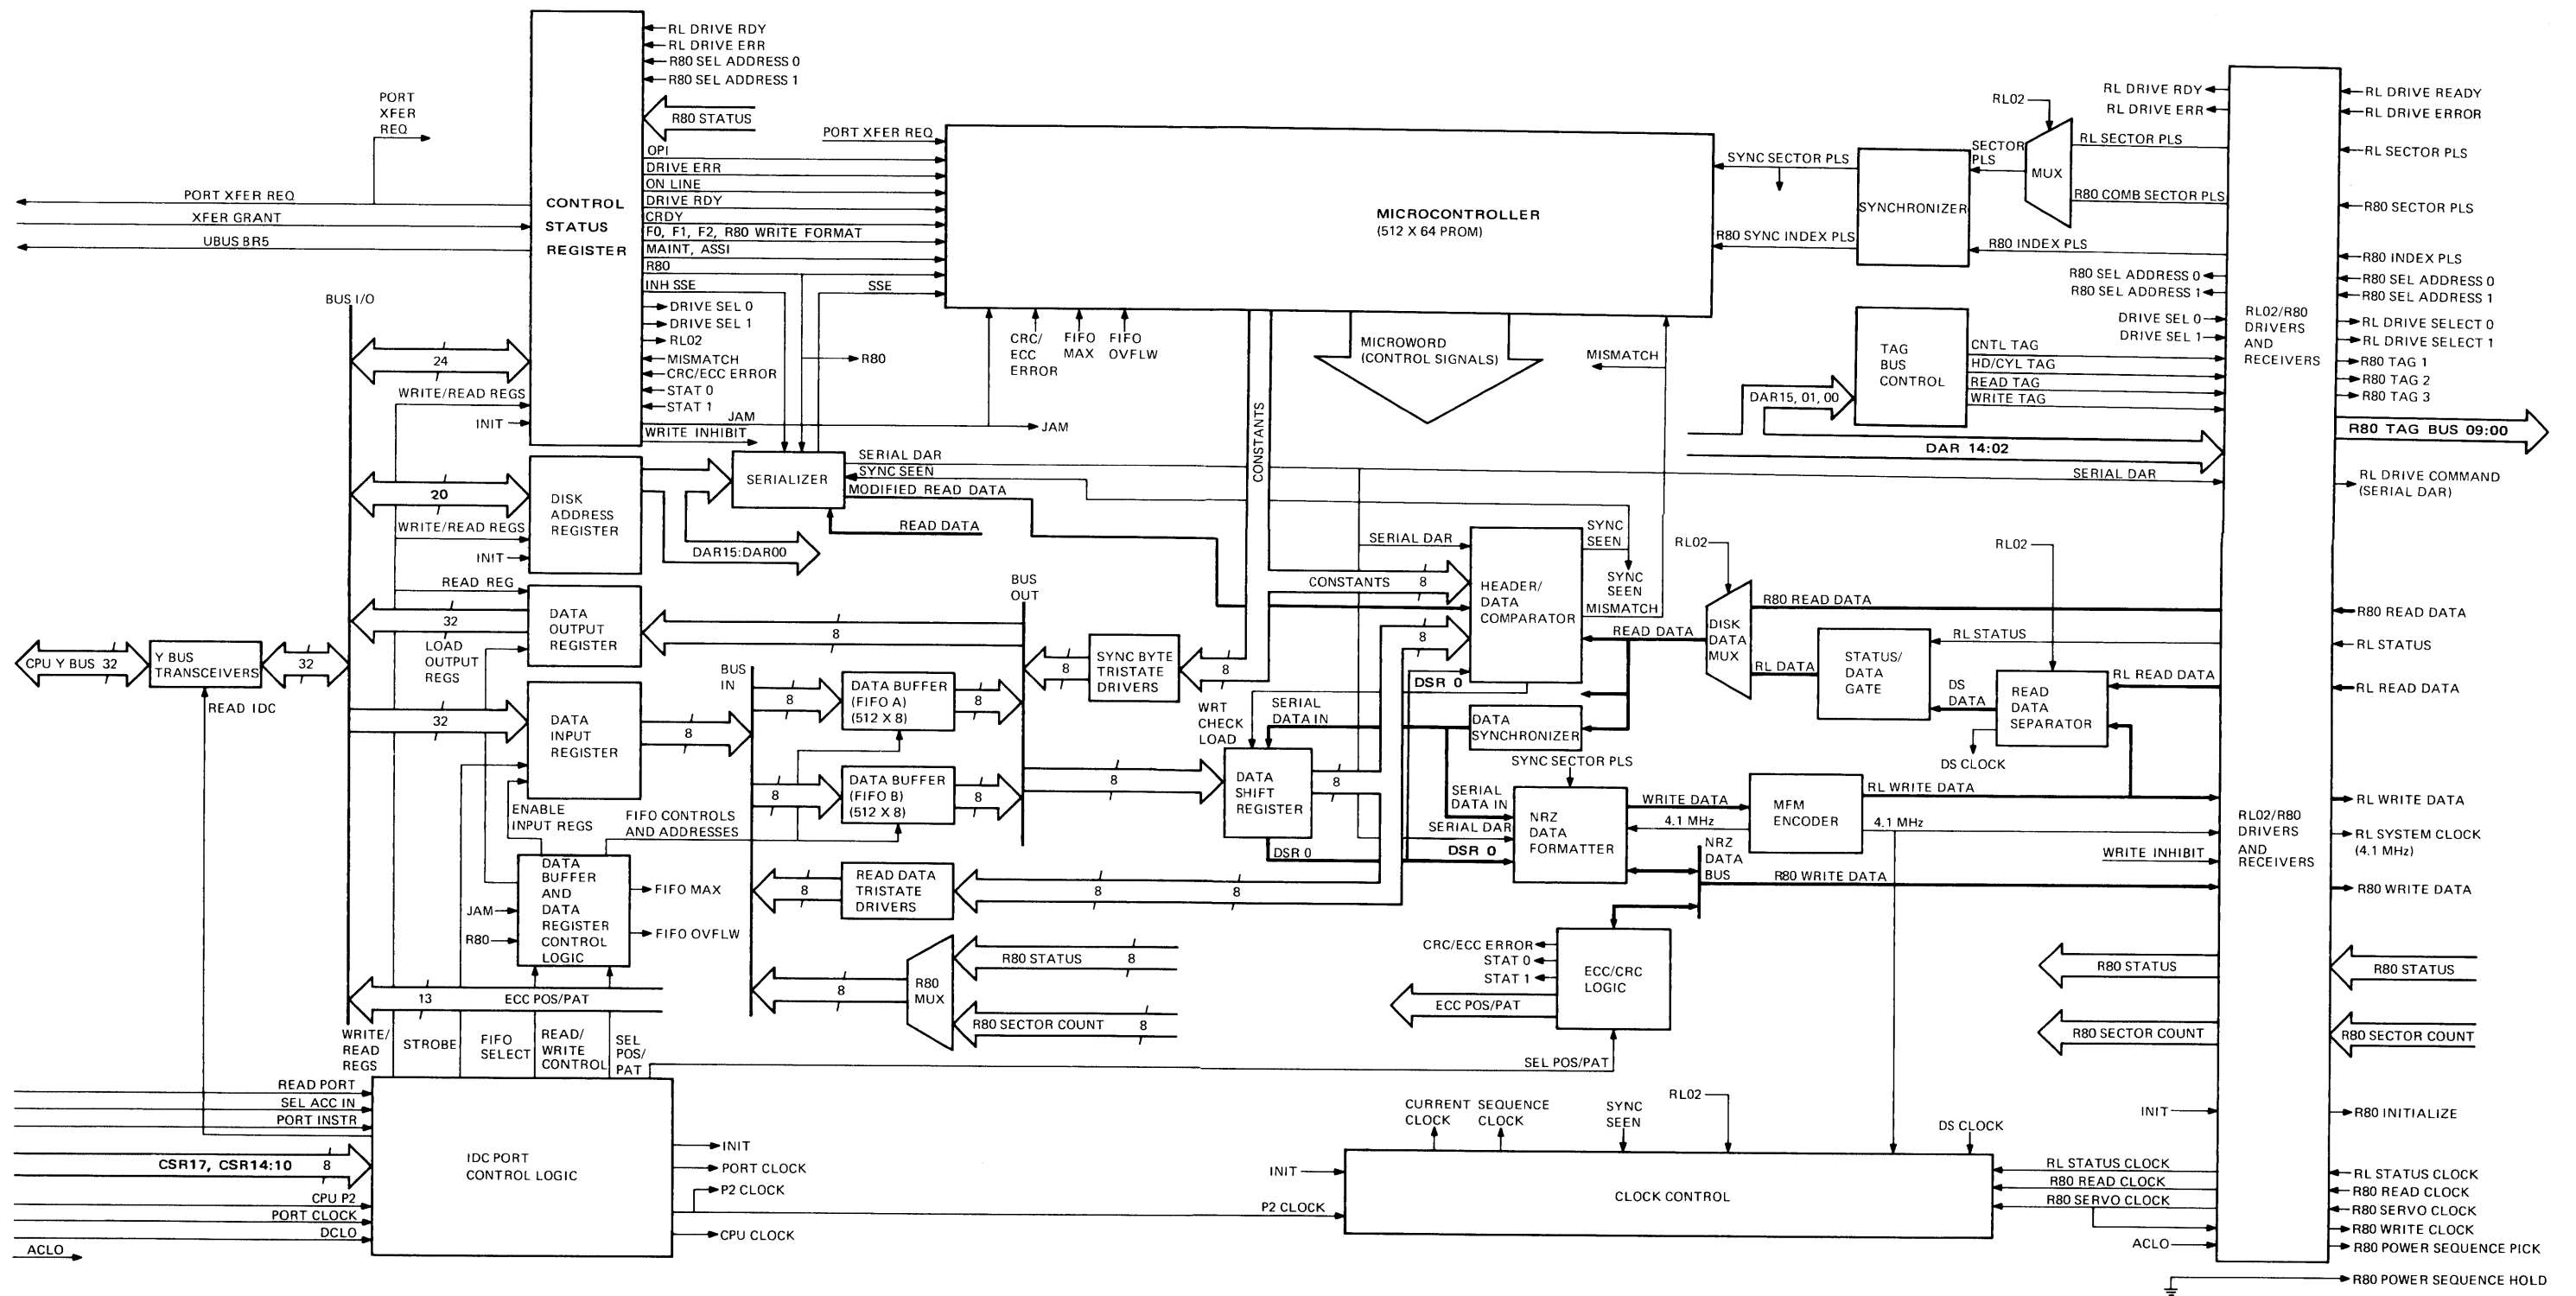 RL DRIVE RDY
RL DRIVE ERR
R80 SEL ADDRESS 0
R80 SEL ADDRESS 1
R80 STATUS
PORT
XFER
REQ
PORT XFER REQ
XFER GRANT
UBUS BR5
CONTROL
STATUS
REGISTER
OPI
DRIVE ERR
ON LINE
DRIVE RDY
CRDY
F0, F1, F2, R80 WRITE FORMAT
MAINT, ASSI
R80
INH SSE
SSE
DRIVE SEL 0
DRIVE SEL 1
RL02
MISMATCH
CRC/ECC ERROR
STAT 0
STAT 1
JAM
WRITE INHIBIT
R80
JAM
PORT XFER REQ
MICROCONTROLLER
(512 X 64 PROM)
CRC/
ECC
ERROR
FIFO
MAX
FIFO
OVFLW
CONSTANTS
MICROWORD
(CONTROL SIGNALS)
MISMATCH
SYNC SECTOR PLS
R80 SYNC INDEX PLS
SYNCHRONIZER
SECTOR
PLS
RL02
MUX
RL SECTOR PLS
R80 COMB SECTOR PLS
R80 INDEX PLS
RL DRIVE RDY
RL DRIVE ERR
R80 SEL ADDRESS 0
R80 SEL ADDRESS 1
DRIVE SEL 0
DRIVE SEL 1
TAG
BUS
CONTROL
CNTL TAG
HD/CYL TAG
READ TAG
WRITE TAG
DAR15, 01, 00
DAR 14:02
SERIAL DAR
RL02/R80
DRIVERS
AND
RECEIVERS
RL DRIVE READY
RL DRIVE ERROR
RL SECTOR PLS
R80 SECTOR PLS
R80 INDEX PLS
R80 SEL ADDRESS 0
R80 SEL ADDRESS 1
RL DRIVE SELECT 0
RL DRIVE SELECT 1
R80 TAG 1
R80 TAG 2
R80 TAG 3
R80 TAG BUS 09:00
RL DRIVE COMMAND
(SERIAL DAR)
BUS I/O
24
WRITE/READ REGS
INIT
20
WRITE/READ REGS
INIT
DISK
ADDRESS
REGISTER
SERIALIZER
SERIAL DAR
SYNC SEEN
MODIFIED READ DATA
READ DATA
DAR15:DAR00
READ REG
32
LOAD
OUTPUT
REGS
DATA
OUTPUT
REGISTER
8
BUS
OUT
CPU Y BUS 32
Y BUS
TRANSCEIVERS
32
READ IDC
32
DATA
INPUT
REGISTER
8
BUS
IN
8
DATA BUFFER
(FIFO A)
(512 X 8)
8
8
DATA BUFFER
(FIFO B)
(512 X 8)
8
ENABLE
INPUT REGS
FIFO CONTROLS
AND ADDRESSES
8
SYNC BYTE
TRISTATE
DRIVERS
8
WRT
CHECK
LOAD
SERIAL
DATA IN
8
DATA
SHIFT
REGISTER
8
DSR 0
SERIAL DAR
CONSTANTS
8
8
HEADER/
DATA
COMPARATOR
SYNC
SEEN
SYNC
SEEN
MISMATCH
DSR 0
READ DATA
DATA
SYNCHRONIZER
SYNC SECTOR PLS
RL02
DISK
DATA
MUX
R80 READ DATA
RL DATA
STATUS/
DATA
GATE
RL STATUS
RL02
DS
DATA
READ
DATA
SEPARATOR
RL READ DATA
DS CLOCK
SERIAL
DATA IN
SERIAL DAR
DSR 0
NRZ
DATA
FORMATTER
WRITE DATA
4.1 MHz
MFM
ENCODER
RL WRITE DATA
4.1 MHz
NRZ
DATA
BUS
WRITE INHIBIT
R80 WRITE DATA
RL02/R80
DRIVERS
AND
RECEIVERS
R80 READ DATA
RL STATUS
RL READ DATA
RL WRITE DATA
RL SYSTEM CLOCK
(4.1 MHz)
R80 WRITE DATA
DATA
BUFFER
AND
DATA
REGISTER
CONTROL
LOGIC
JAM
R80
FIFO MAX
FIFO OVFLW
8
READ DATA
TRISTATE
DRIVERS
8
8
13
ECC POS/PAT
8
R80
MUX
R80 STATUS
8
R80 SECTOR COUNT
8
CRC/ECC ERROR
STAT 0
STAT 1
ECC POS/PAT
ECC/CRC
LOGIC
SEL POS/PAT
R80 STATUS
R80 SECTOR COUNT
R80 STATUS
R80 SECTOR COUNT
WRITE/
READ
REGS
STROBE
FIFO
SELECT
READ/
WRITE
CONTROL
SEL
POS/
PAT
READ PORT
SEL ACC IN
PORT INSTR
CSR17, CSR14:10
8
CPU P2
PORT CLOCK
DCLO
ACLO
IDC PORT
CONTROL LOGIC
INIT
PORT CLOCK
P2 CLOCK
CPU CLOCK
INIT
P2 CLOCK
CURRENT
CLOCK
SEQUENCE
CLOCK
SYNC
SEEN
RL02
DS CLOCK
CLOCK CONTROL
RL STATUS CLOCK
R80 READ CLOCK
R80 SERVO CLOCK
INIT
ACLO
R80 INITIALIZE
RL STATUS CLOCK
R80 READ CLOCK
R80 SERVO CLOCK
R80 WRITE CLOCK
R80 POWER SEQUENCE PICK
R80 POWER SEQUENCE HOLD